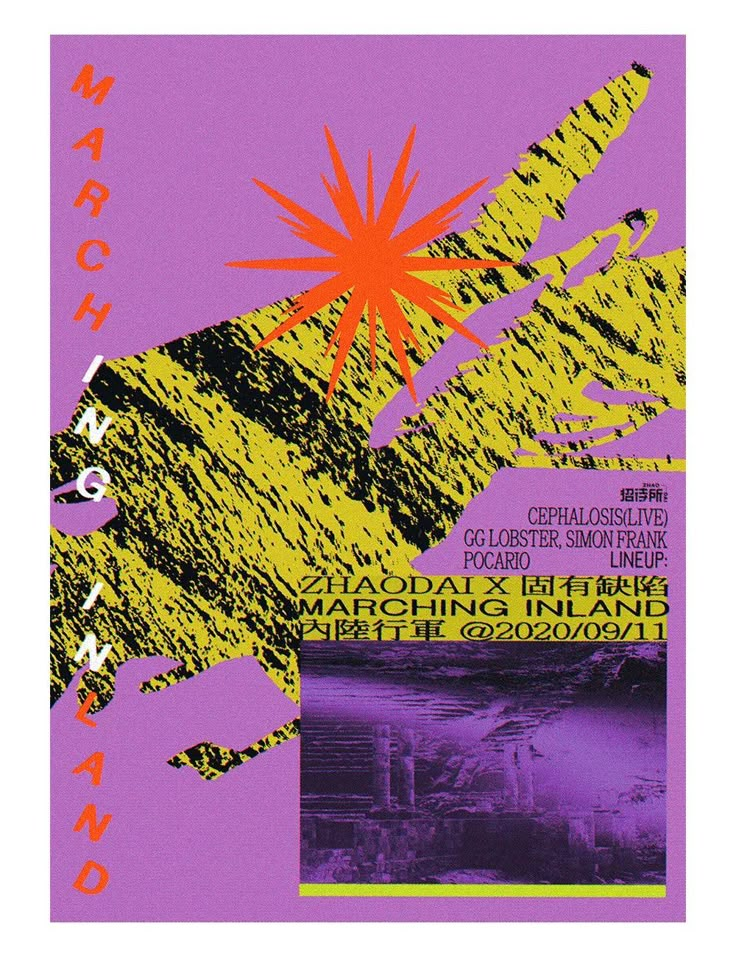 MARCHING INLAND
ZHAO
招待所
CEPHALOSIS(LIVE)
GG LOBSTER, SIMON FRANK
POCARIO LINEUP:
ZHAODAI X 固有缺陷
MARCHING INLAND
內陸行軍 @2020/09/11